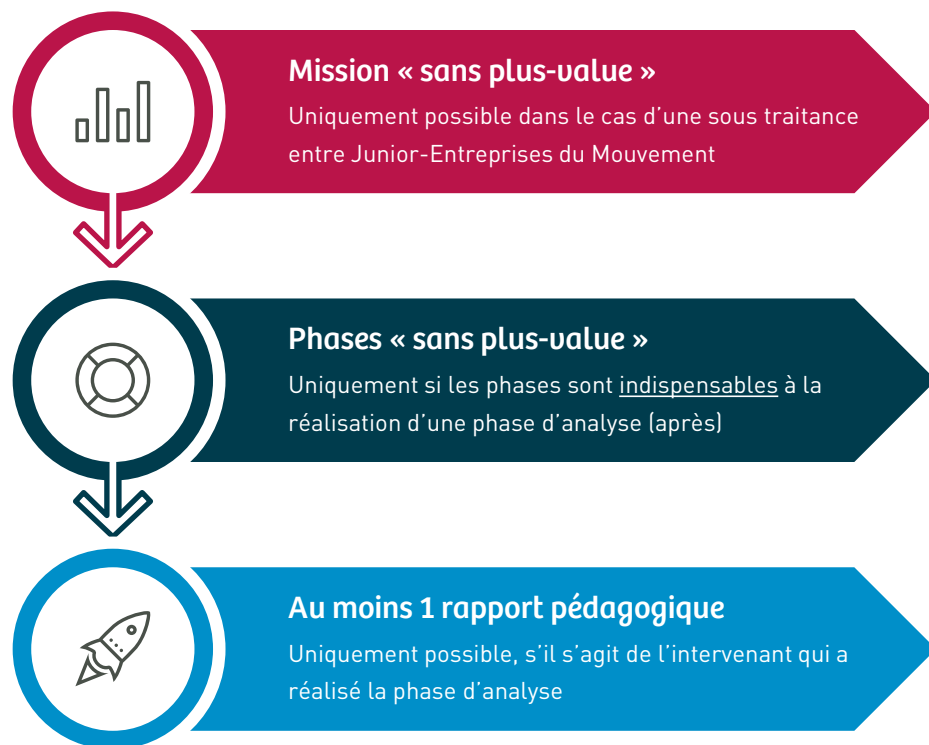 Mission « sans plus-value »
Uniquement possible dans le cas d’une sous traitance
entre Junior-Entreprises du Mouvement
Phases « sans plus-value »
Uniquement si les phases sont indispensables à la
réalisation d’une phase d’analyse (après)
Au moins 1 rapport pédagogique
Uniquement possible, s’il s’agit de l’intervenant qui a
réalisé la phase d’analyse